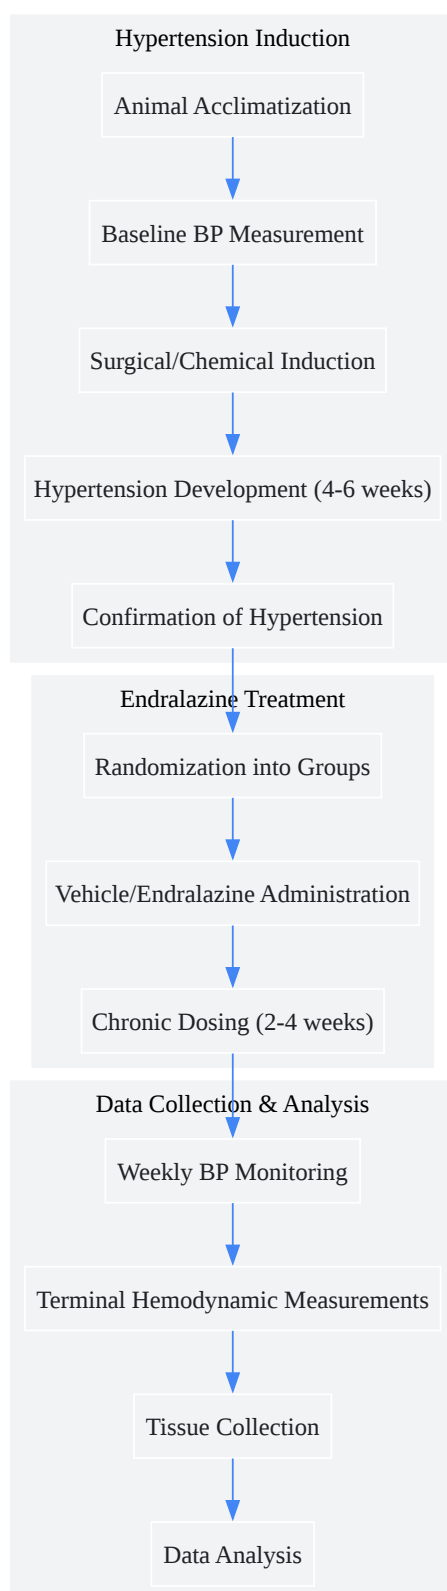 Hypertension Induction
Animal Acclimatization
Baseline BP Measurement
Surgical/Chemical Induction
Hypertension Development (4-6 weeks)
Confirmation of Hypertension
Endralazine Treatment
Randomization into Groups
Vehicle/Endralazine Administration
Chronic Dosing (2-4 weeks)
Data Collection & Analysis
Weekly BP Monitoring
Terminal Hemodynamic Measurements
Tissue Collection
Data Analysis